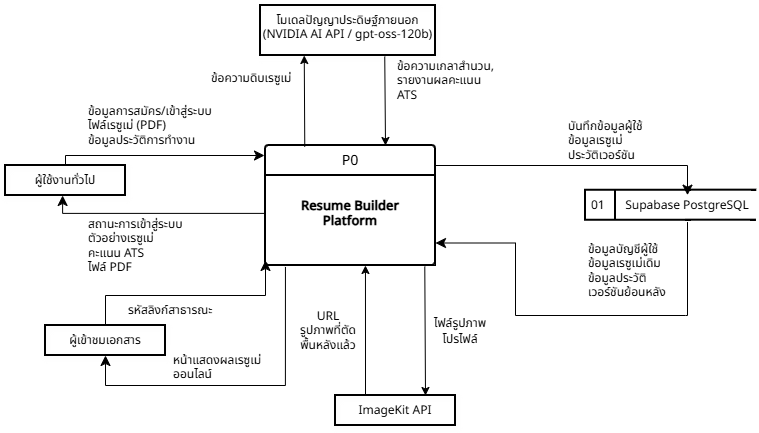 โมเดลปัญญาประดิษฐ์ภายนอก
(NVIDIA AI API / gpt-oss-120b)
ข้อความดิบเรซูเม่
ข้อความเกลาสำนวน,
รายงานผลคะแนน
ATS
ข้อมูลการสมัคร/เข้าสู่ระบบ
ไฟล์เรซูเม่ (PDF)
ข้อมูลประวัติการทำงาน
บันทึกข้อมูลผู้ใช้
ข้อมูลเรซูเม่
ประวัติเวอร์ชัน
P0
ผู้ใช้งานทั่วไป
Resume Builder
Platform
01
Supabase PostgreSQL
สถานะการเข้าสู่ระบบ
ตัวอย่างเรซูเม่
คะแนน ATS
ไฟล์ PDF
ข้อมูลบัญชีผู้ใช้
ข้อมูลเรซูเม่เดิม
ข้อมูลประวัติ
เวอร์ชันย้อนหลัง
รหัสลิงก์สาธารณะ
URL
รูปภาพที่ตัด
พื้นหลังแล้ว
ไฟล์รูปภาพ
โปรไฟล์
ผู้เข้าชมเอกสาร
หน้าแสดงผลเรซูเม่
ออนไลน์
ImageKit API